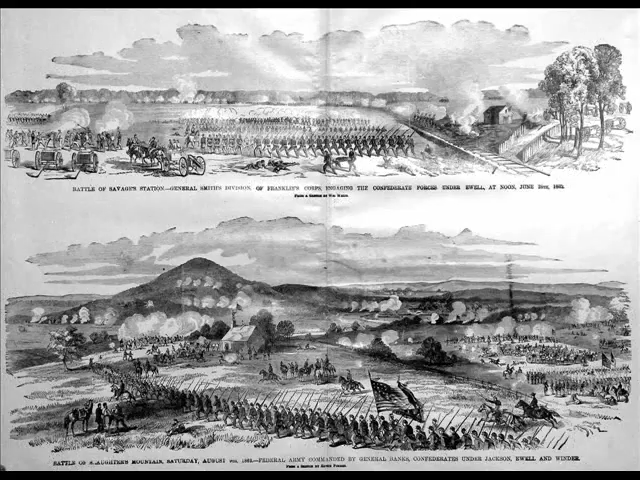 BATTLE OF SAVAGE'S STATION—GENERAL SMITH'S DIVISION, OF FRANKLIN'S CORPS, ENGAGING THE CONFEDERATE FORCES UNDER EWELL, AT NOON, JUNE 29TH, 1862.
FROM A SKETCH BY WM WAUD.
BATTLE OF SLAUGHTER'S MOUNTAIN, SATURDAY, AUGUST 9TH, 1862—FEDERAL ARMY COMMANDED BY GENERAL BANKS, CONFEDERATES UNDER JACKSON, EWELL AND WINDER.
FROM A SKETCH BY EDWIN FORBES.